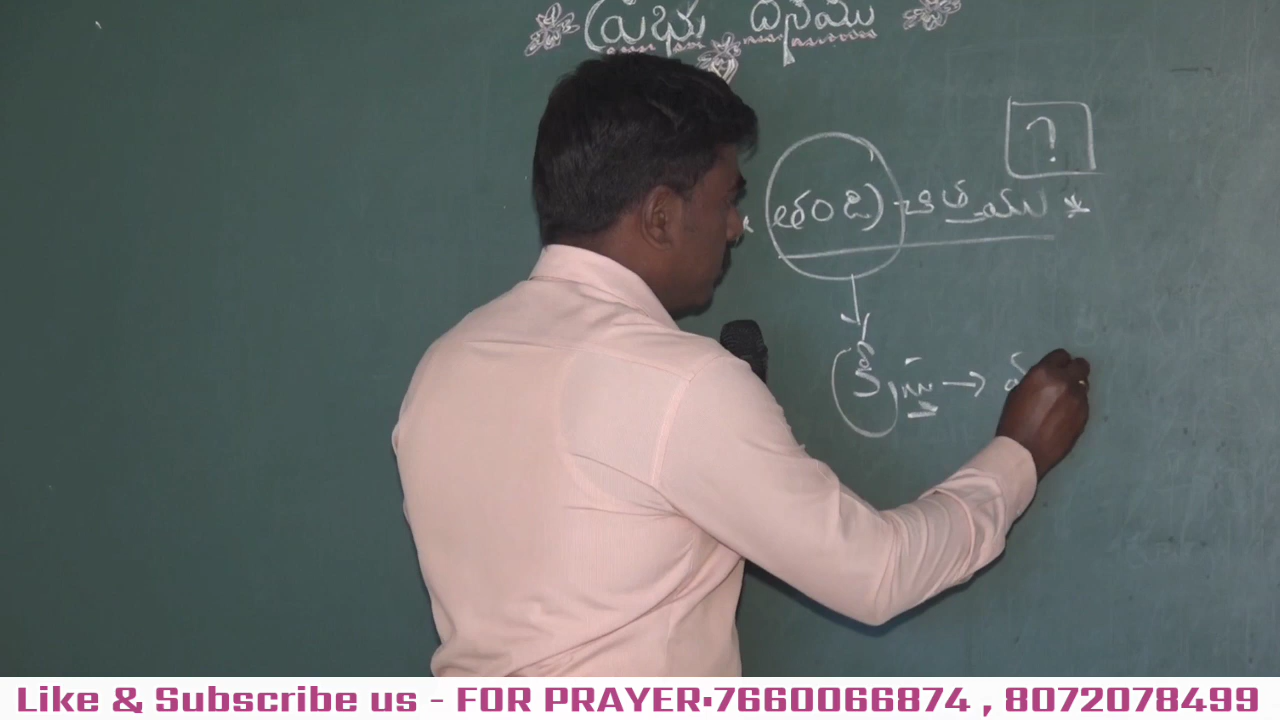 ప్రభు దినము
?
తండ్రి చిత్తము *
క్రీస్తు →
Like & Subscribe us - FOR PRAYER•7660066874 , 8072078499